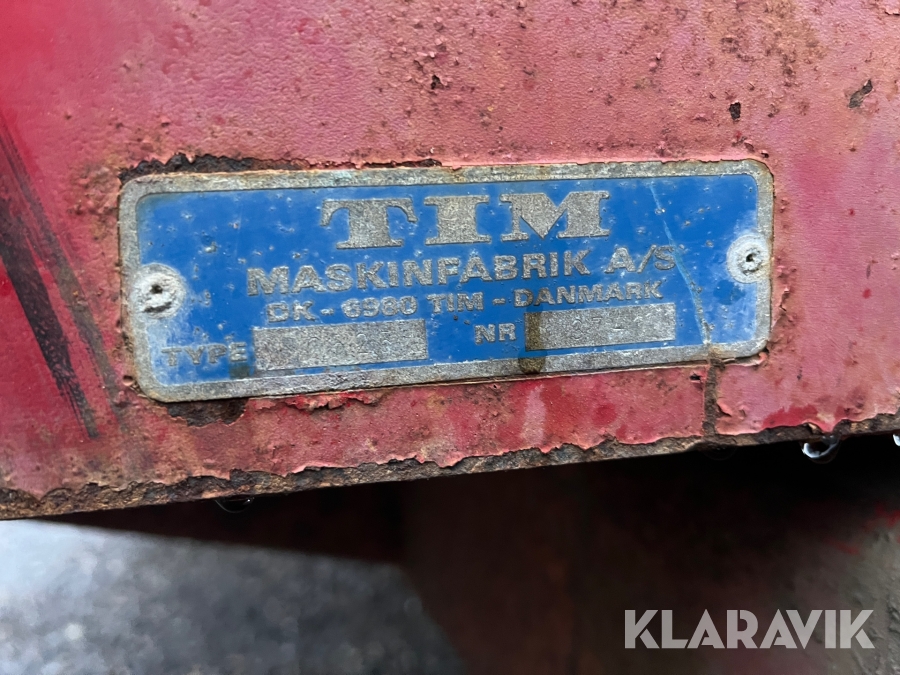 TIM
MASKINFABRIK A/S
DK - 6980 TIM - DANMARK
TYPE
NR
KLARAVIK